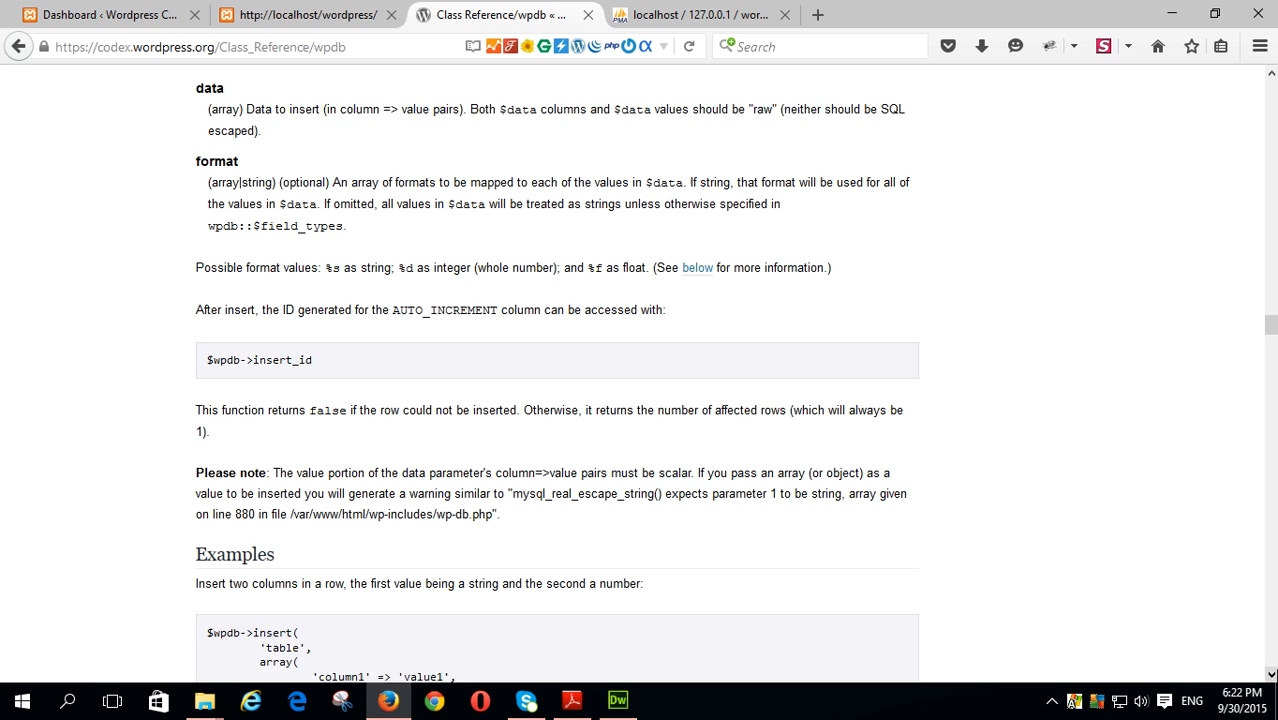 Dashboard ‹ Wordpress C...
http://localhost/wordpress/
Class Reference/wpdb « ...
localhost / 127.0.0.1 / wor...
https://codex.wordpress.org/Class_Reference/wpdb
Search
data
(array) Data to insert (in column => value pairs). Both $data columns and $data values should be "raw" (neither should be SQL
escaped).
format
(array|string) (optional) An array of formats to be mapped to each of the values in $data. If string, that format will be used for all of
the values in $data. If omitted, all values in $data will be treated as strings unless otherwise specified in
wpdb::$field_types.
Possible format values: %s as string; %d as integer (whole number); and %f as float. (See below for more information.)
After insert, the ID generated for the AUTO_INCREMENT column can be accessed with:
$wpdb->insert_id
This function returns false if the row could not be inserted. Otherwise, it returns the number of affected rows (which will always be
1).
Please note: The value portion of the data parameter's column=>value pairs must be scalar. If you pass an array (or object) as a
value to be inserted you will generate a warning similar to "mysql_real_escape_string() expects parameter 1 to be string, array given
on line 880 in file /var/www/html/wp-includes/wp-db.php".
Examples
Insert two columns in a row, the first value being a string and the second a number:
$wpdb->insert(
'table',
array(
'column1' => 'value1',
Dw
ENG
6:22 PM
9/30/2015